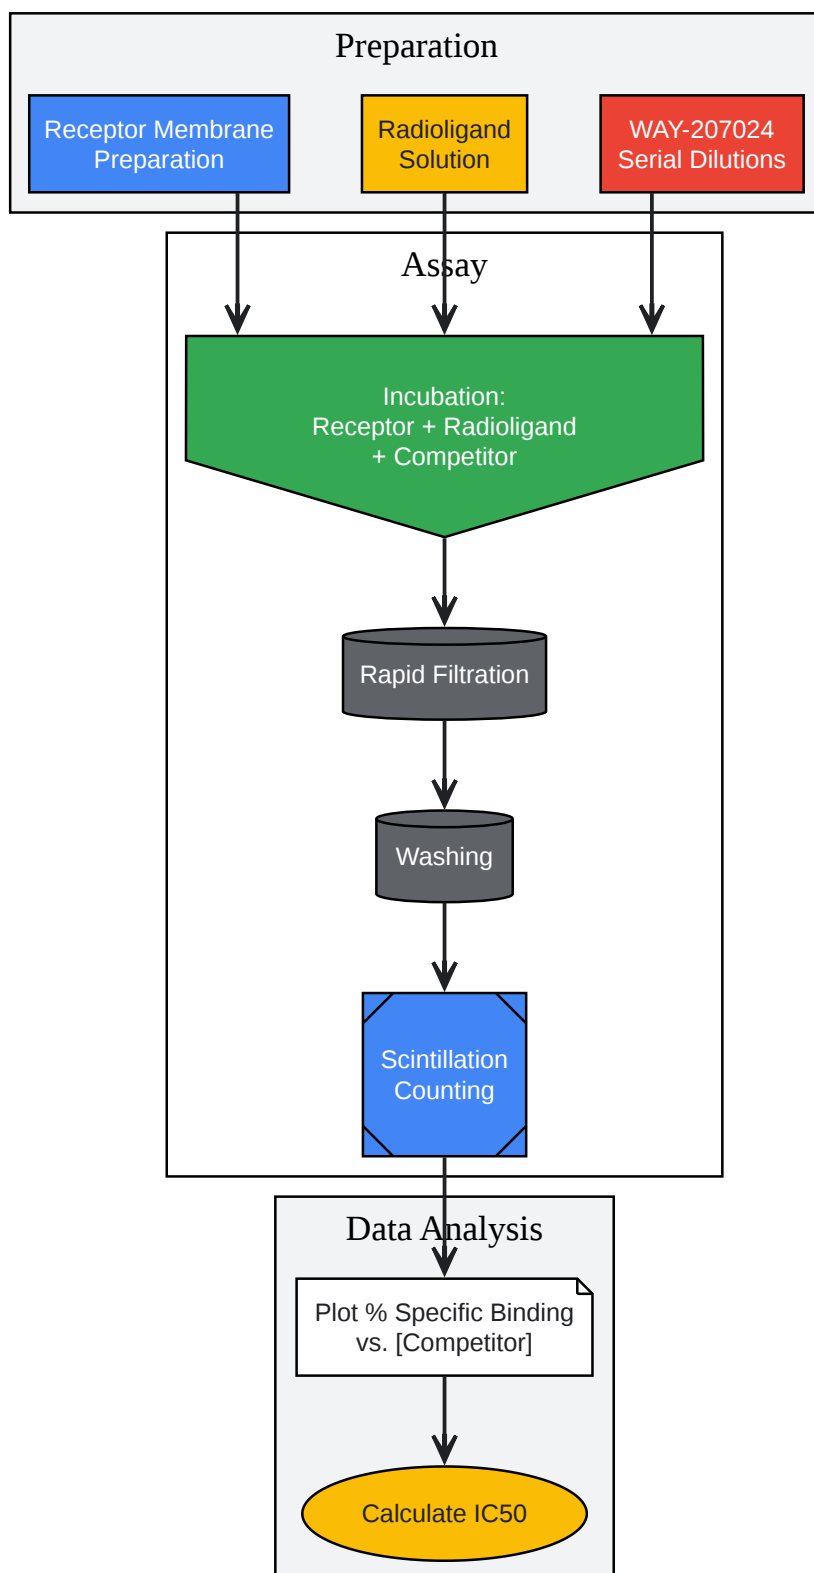 Preparation
Receptor Membrane
Preparation
Radioligand
Solution
WAY-207024
Serial Dilutions
Assay
Incubation:
Receptor + Radioligand
+ Competitor
Rapid Filtration
Washing
Scintillation
Counting
Data Analysis
Plot % Specific Binding
vs. [Competitor]
Calculate IC50